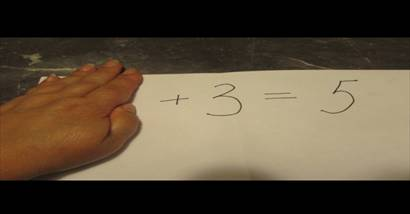 + 3 = 5